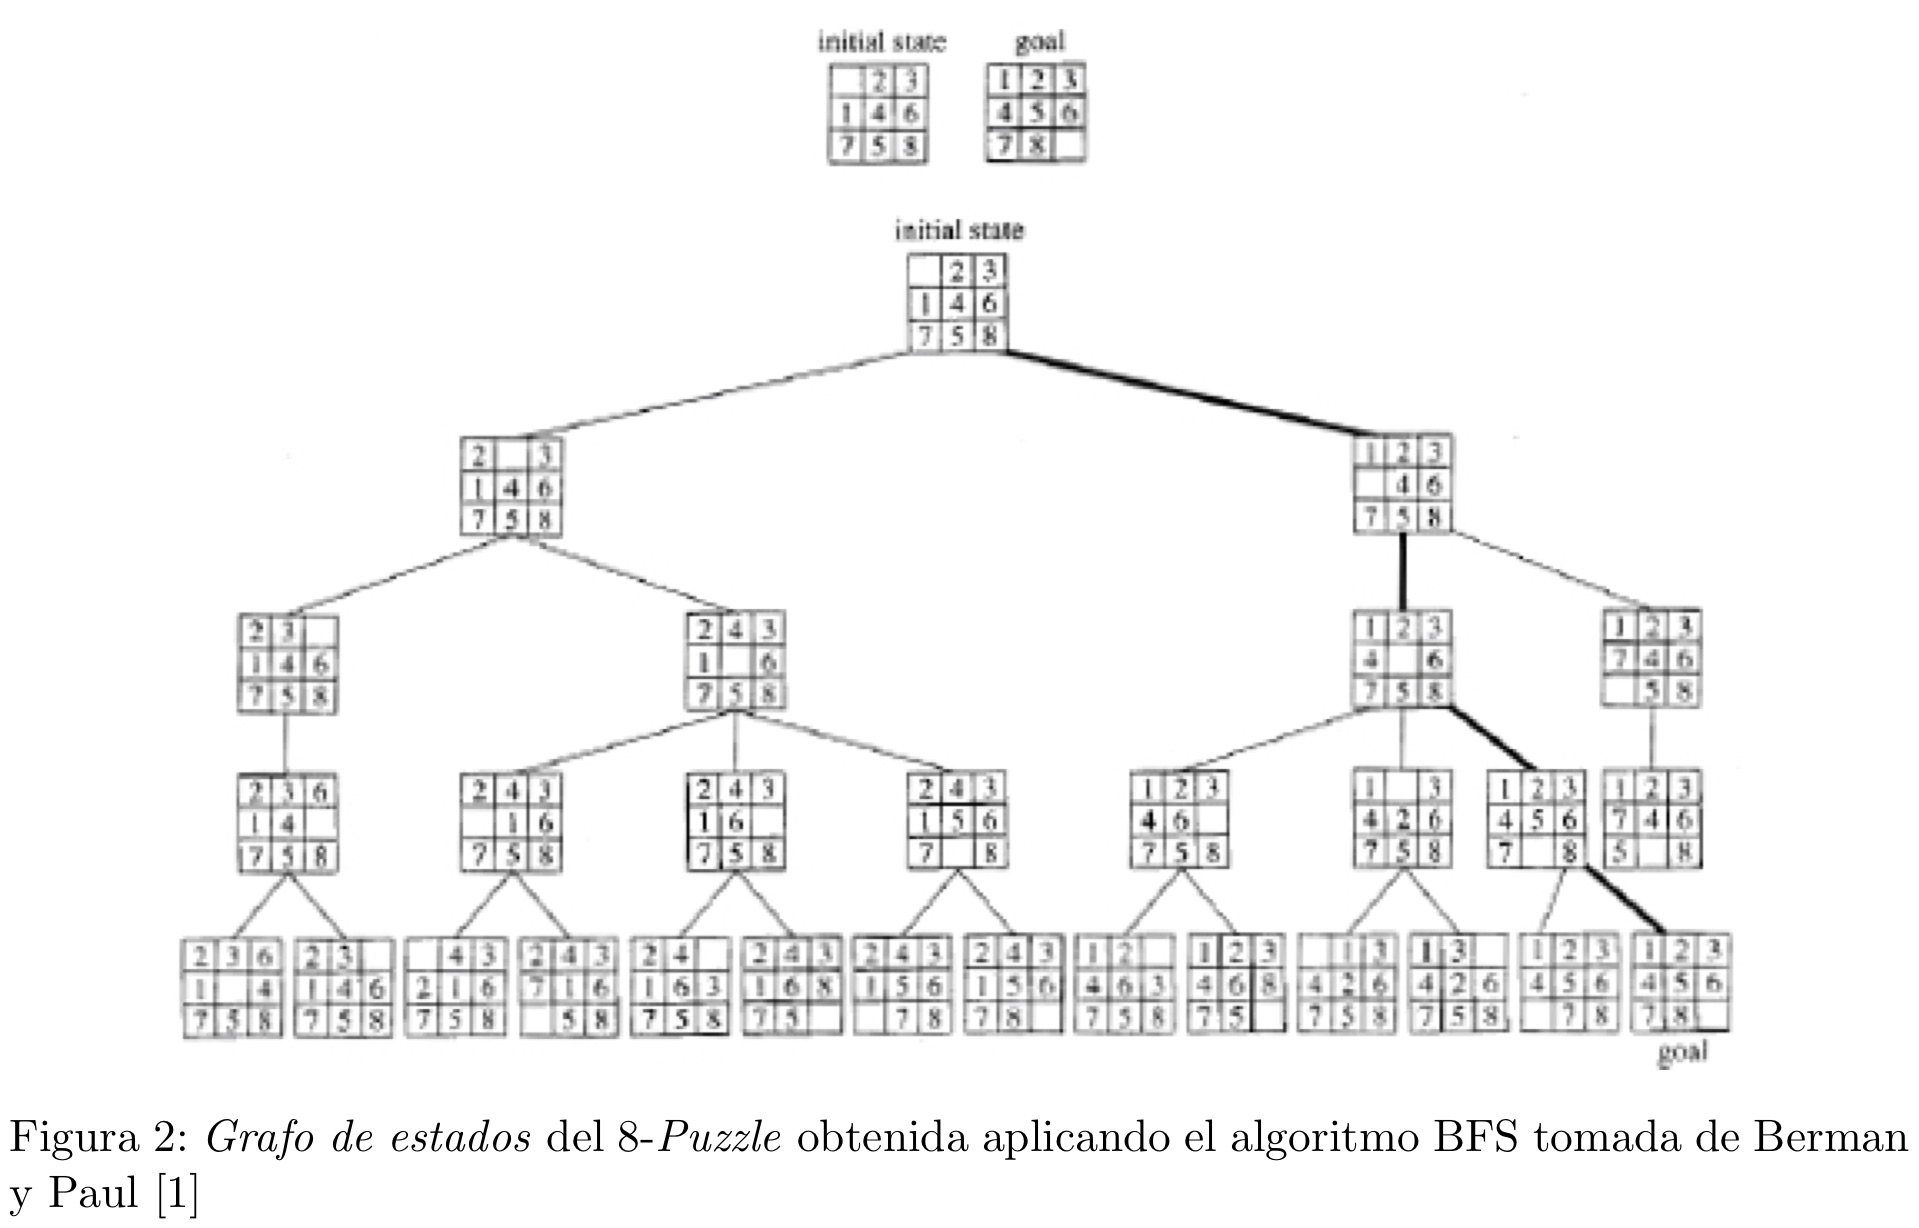 initial state goal
2 3 1 2 3
1 4 6 4 5 6
7 5 8 7 8
initial state
2 3
1 4 6
7 5 8
2 3 1 2 3
1 4 6 4 6
7 5 8 7 5 8
2 3 2 4 3 1 2 3 1 2 3
1 4 6 1 6 4 6 7 4 6
7 5 8 7 5 8 7 5 8 5 8
2 3 6 2 4 3 2 4 3 2 4 3 1 2 3 1 3 1 2 3 1 2 3
1 4 1 6 1 6 1 5 6 4 6 4 2 6 4 5 6 7 4 6
7 5 8 7 5 8 7 5 8 7 8 7 5 8 7 5 8 7 8 5 8
2 3 6 2 3 4 3 2 4 3 2 4 2 4 3 2 4 3 2 4 3 1 2 1 2 3 1 3 1 3 1 2 3 1 2 3
1 4 1 4 6 2 1 6 7 1 6 1 6 3 1 6 8 1 5 6 1 5 6 4 6 3 4 6 8 4 2 6 4 2 6 4 5 6 4 5 6
7 5 8 7 5 8 7 5 8 5 8 7 5 8 7 5 7 8 7 8 7 5 8 7 5 7 5 8 7 5 8 7 8 7 8
goal
Figura 2: Grafo de estados del 8-Puzzle obtenida aplicando el algoritmo BFS tomada de Berman
y Paul [1]